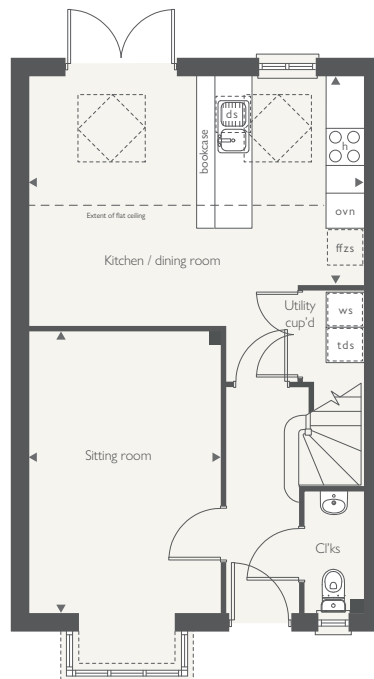 ds
bookcase
h
Extent of flat ceiling
ovn
ffzs
Kitchen / dining room
Utility
cup'd
ws
tds
Sitting room
Cl'ks